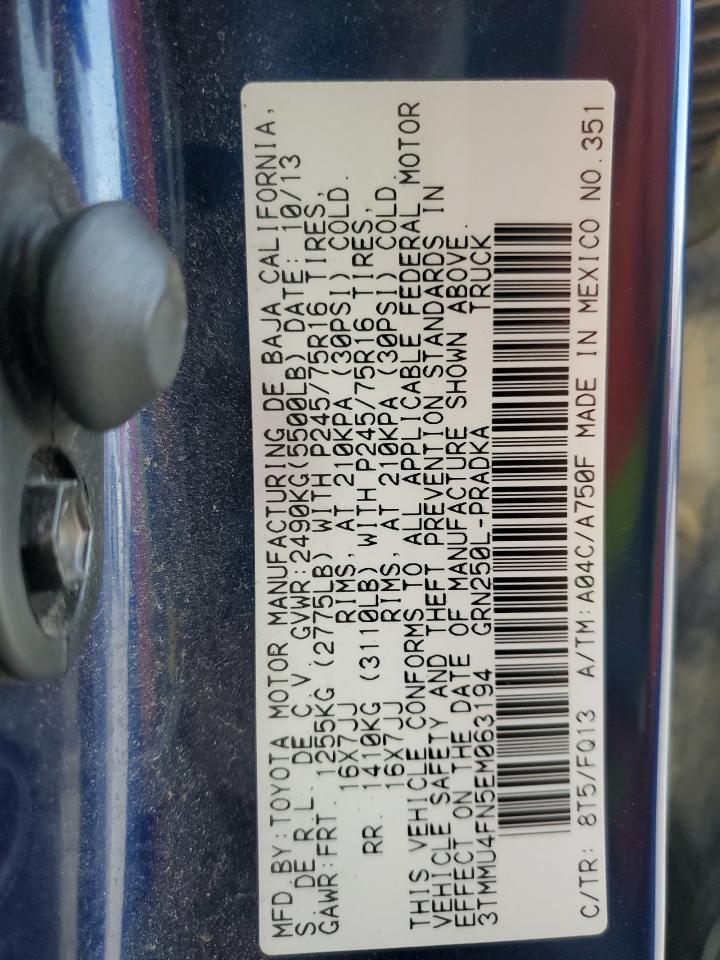 MFD.BY:TOYOTA MOTOR MANUFACTURING DE BAJA CALIFORNIA,
S. DE R.L. DE C.V. GVWR:2490KG(5500LB)DATE: 10/13
GAWR:FRT. 1255KG (2775LB) WITH P245/75R16 TIRES,
16X7JJ RIMS, AT 210KPA (30PSI) COLD.
RR. 1410KG (3110LB) WITH P245/75R16 TIRES,
16X7JJ RIMS, AT 210KPA (30PSI) COLD.
THIS VEHICLE CONFORMS TO ALL APPLICABLE FEDERAL MOTOR
VEHICLE SAFETY AND THEFT PREVENTION STANDARDS IN
EFFECT ON THE DATE OF MANUFACTURE SHOWN ABOVE.
3TMMU4FN5EM063194 GRN250L-PRADKA TRUCK
C/TR: 8T5/FQ13 A/TM:A04C/A750F MADE IN MEXICO NO.351